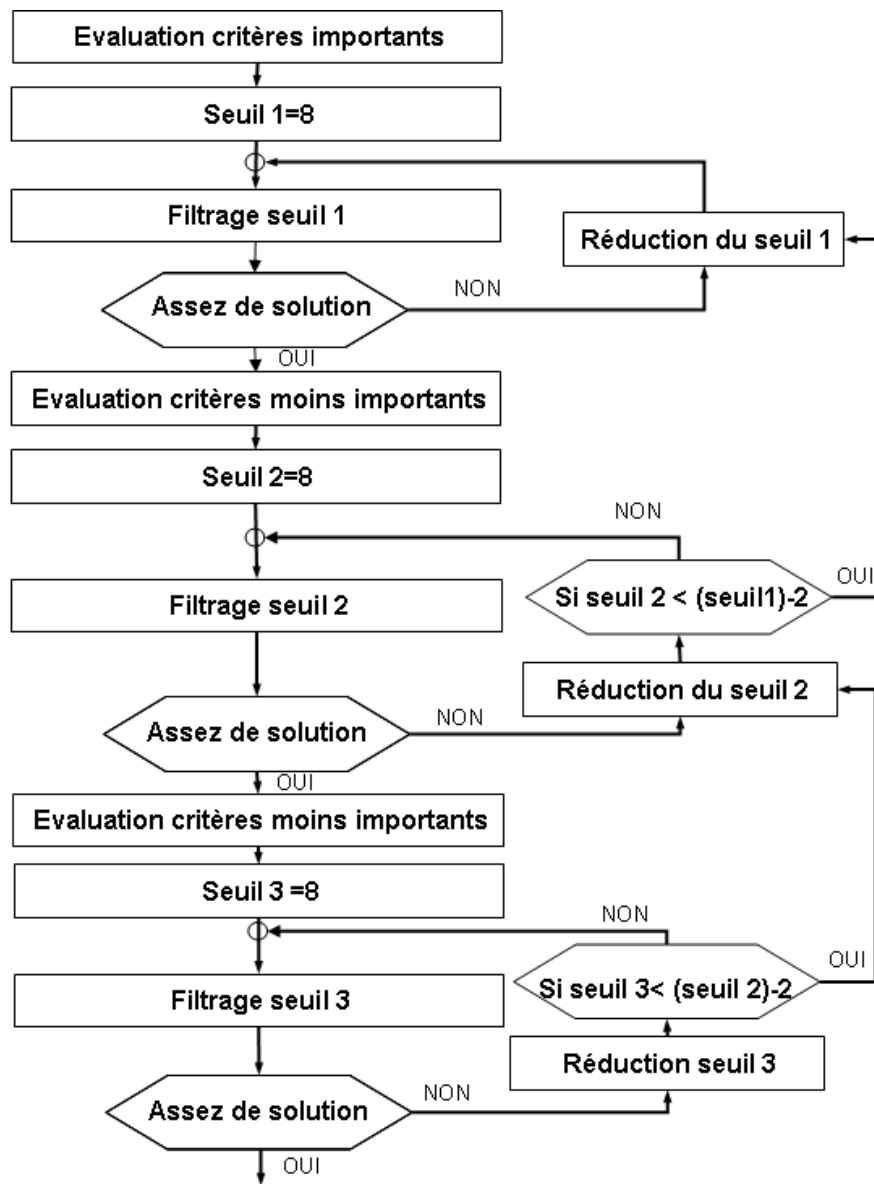 Evaluation critères importants
Seuil 1=8
Filtrage seuil 1
Réduction du seuil 1
Assez de solution
NON
OUI
Evaluation critères moins importants
Seuil 2=8
NON
Filtrage seuil 2
Si seuil 2 < (seuil1)-2
OUI
Réduction du seuil 2
Assez de solution
NON
OUI
Evaluation critères moins importants
Seuil 3 =8
NON
Filtrage seuil 3
Si seuil 3< (seuil 2)-2
OUI
Réduction seuil 3
Assez de solution
NON
OUI